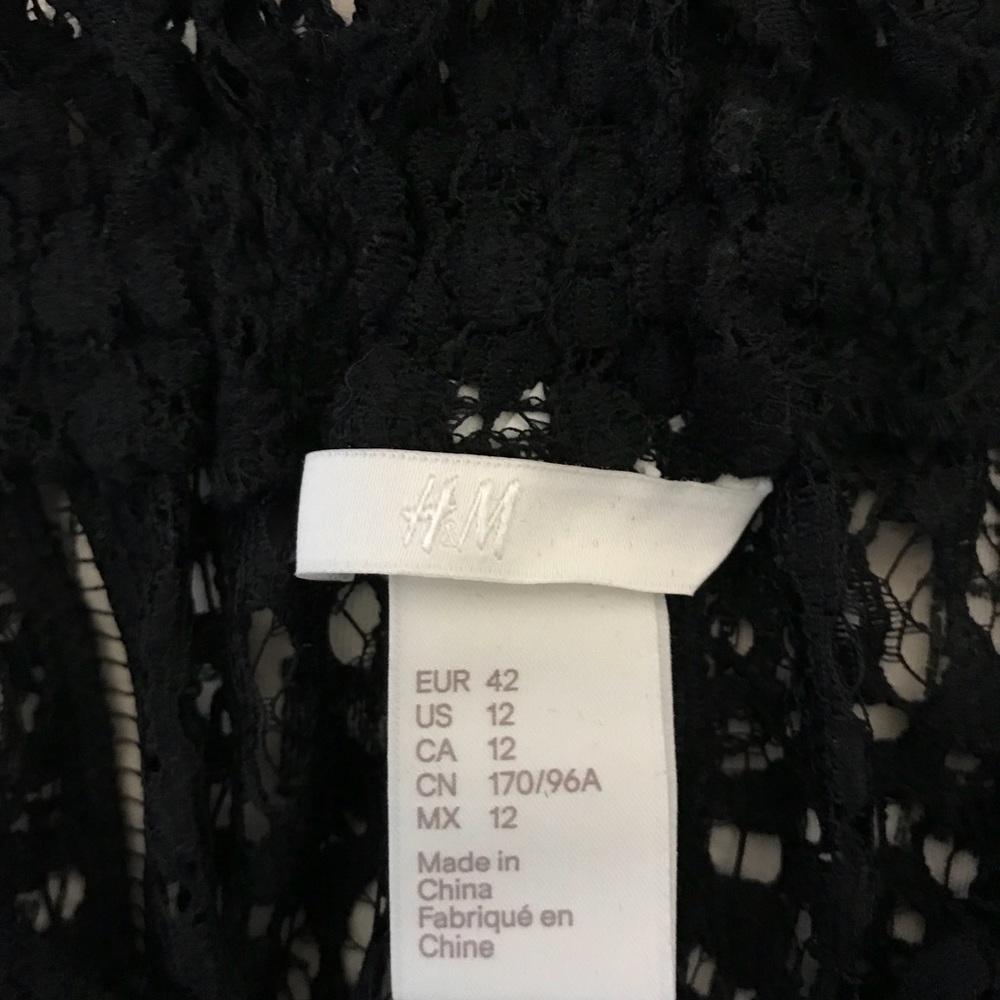 H&M
EUR 42
US 12
CA 12
CN 170/96A
MX 12
Made in
China
Fabriqué en
Chine